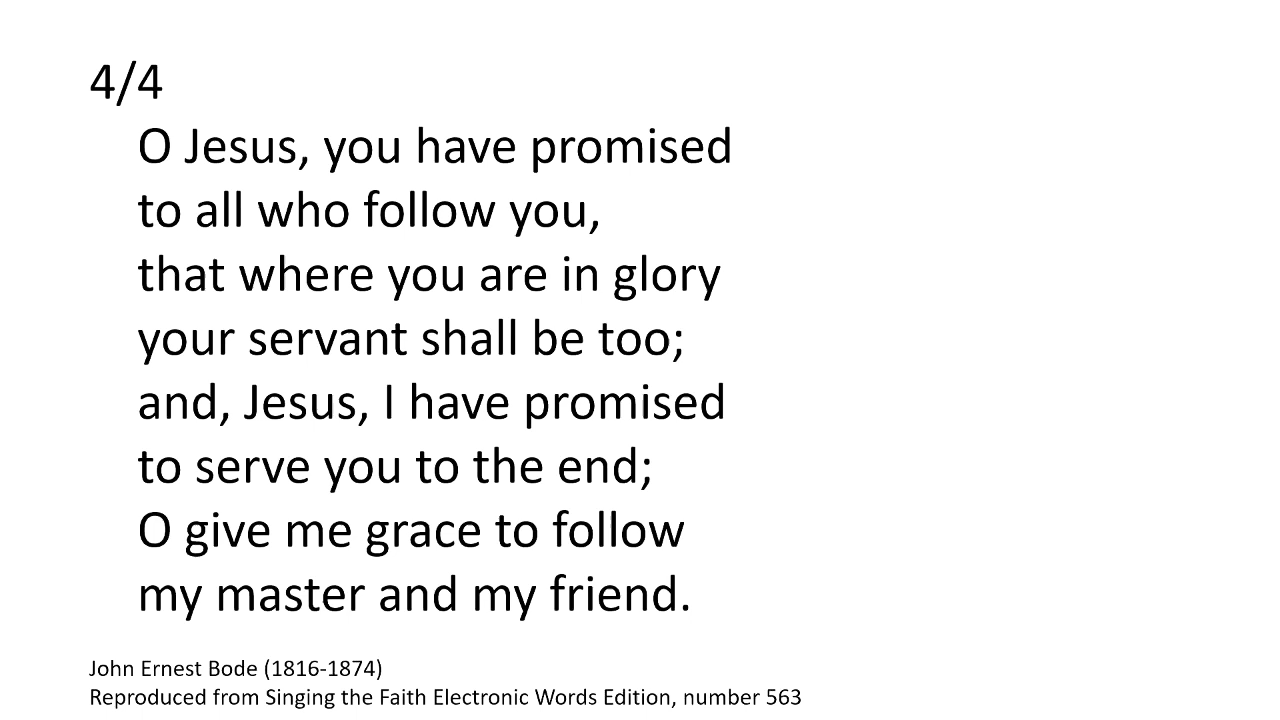 4/4
O Jesus, you have promised
to all who follow you,
that where you are in glory
your servant shall be too;
and, Jesus, I have promised
to serve you to the end;
O give me grace to follow
my master and my friend.
John Ernest Bode (1816-1874)
Reproduced from Singing the Faith Electronic Words Edition, number 563